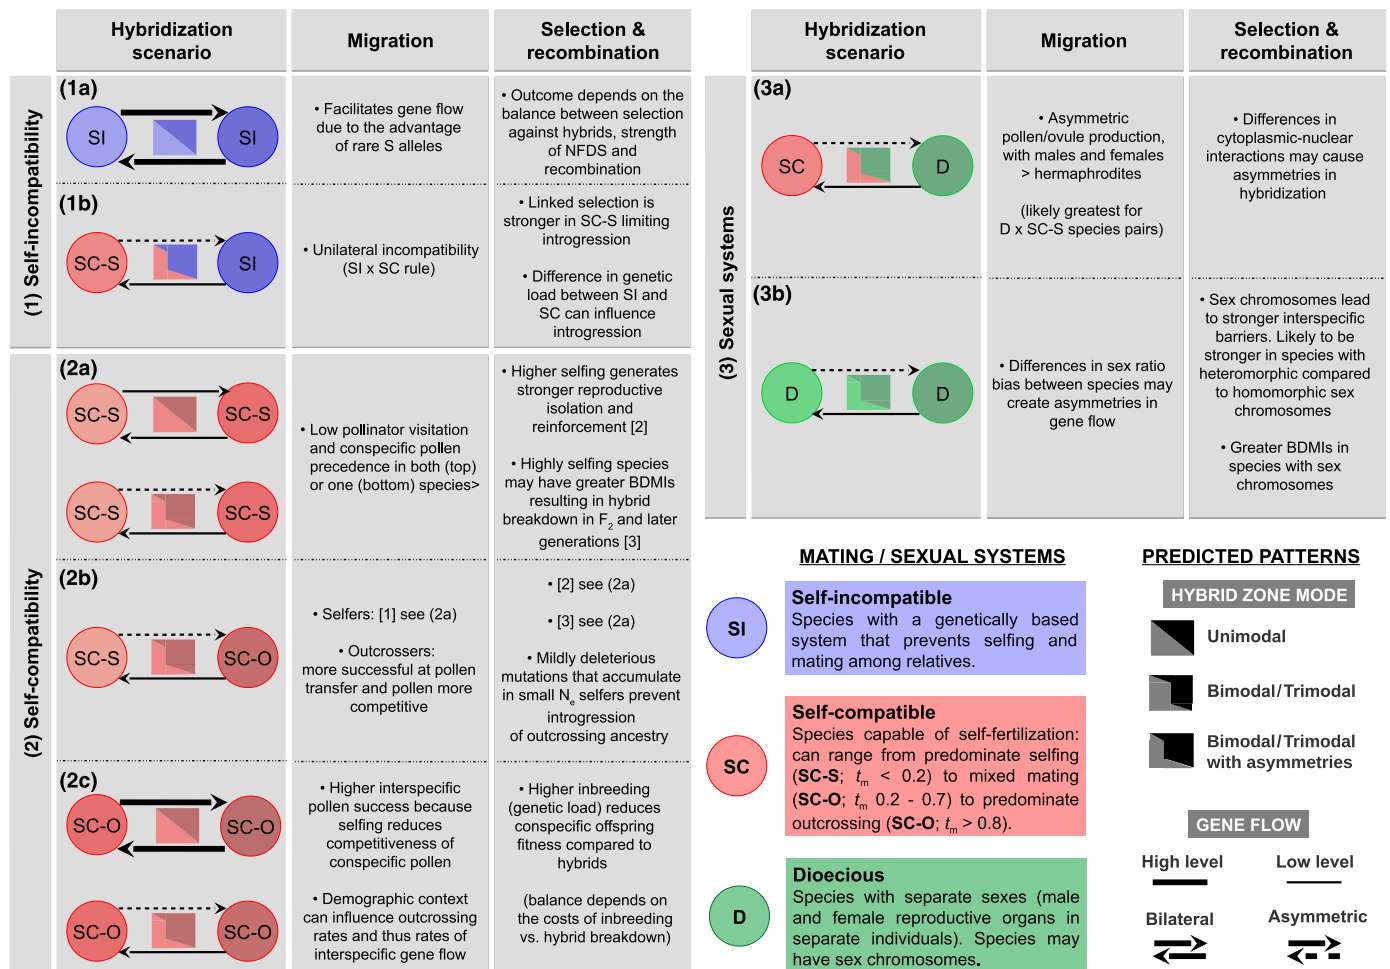 Hybridization
scenario
Migration
Selection &
recombination
(1) Self-incompatibility
(1a)
SI
SI
• Facilitates gene flow
due to the advantage
of rare S alleles
• Outcome depends on the
balance between selection
against hybrids, strength
of NFDS and
recombination
(1b)
SC-S
SI
• Unilateral incompatibility
(SI x SC rule)
• Linked selection is
stronger in SC-S limiting
introgression
• Difference in genetic
load between SI and
SC can influence
introgression
(2) Self-compatibility
(2a)
SC-S
SC-S
SC-S
SC-S
• Low pollinator visitation
and conspecific pollen
precedence in both (top)
or one (bottom) species>
• Higher selfing generates
stronger reproductive
isolation and
reinforcement [2]
• Highly selfing species
may have greater BDMIs
resulting in hybrid
breakdown in F2 and later
generations [3]
(2b)
SC-S
SC-O
• Selfers: [1] see (2a)
• Outcrossers:
more successful at pollen
transfer and pollen more
competitive
• [2] see (2a)
• [3] see (2a)
• Mildly deleterious
mutations that accumulate
in small Ne selfers prevent
introgression
of outcrossing ancestry
(2c)
SC-O
SC-O
SC-O
SC-O
• Higher interspecific
pollen success because
selfing reduces
competitiveness of
conspecific pollen
• Demographic context
can influence outcrossing
rates and thus rates of
interspecific gene flow
• Higher inbreeding
(genetic load) reduces
conspecific offspring
fitness compared to
hybrids
(balance depends on
the costs of inbreeding
vs. hybrid breakdown)
Hybridization
scenario
Migration
Selection &
recombination
(3) Sexual systems
(3a)
SC
D
• Asymmetric
pollen/ovule production,
with males and females
> hermaphrodites
(likely greatest for
D x SC-S species pairs)
• Differences in
cytoplasmic-nuclear
interactions may cause
asymmetries in
hybridization
(3b)
D
D
• Differences in sex ratio
bias between species may
create asymmetries in
gene flow
• Sex chromosomes lead
to stronger interspecific
barriers. Likely to be
stronger in species with
heteromorphic compared
to homomorphic sex
chromosomes
• Greater BDMIs in
species with sex
chromosomes
MATING / SEXUAL SYSTEMS
SI
Self-incompatible
Species with a genetically based
system that prevents selfing and
mating among relatives.
SC
Self-compatible
Species capable of self-fertilization:
can range from predominate selfing
(SC-S; tm < 0.2) to mixed mating
(SC-O; tm 0.2 - 0.7) to predominate
outcrossing (SC-O; tm > 0.8).
D
Dioecious
Species with separate sexes (male
and female reproductive organs in
separate individuals). Species may
have sex chromosomes.
PREDICTED PATTERNS
HYBRID ZONE MODE
Unimodal
Bimodal/Trimodal
Bimodal/Trimodal
with asymmetries
GENE FLOW
High level
Low level
Bilateral
Asymmetric